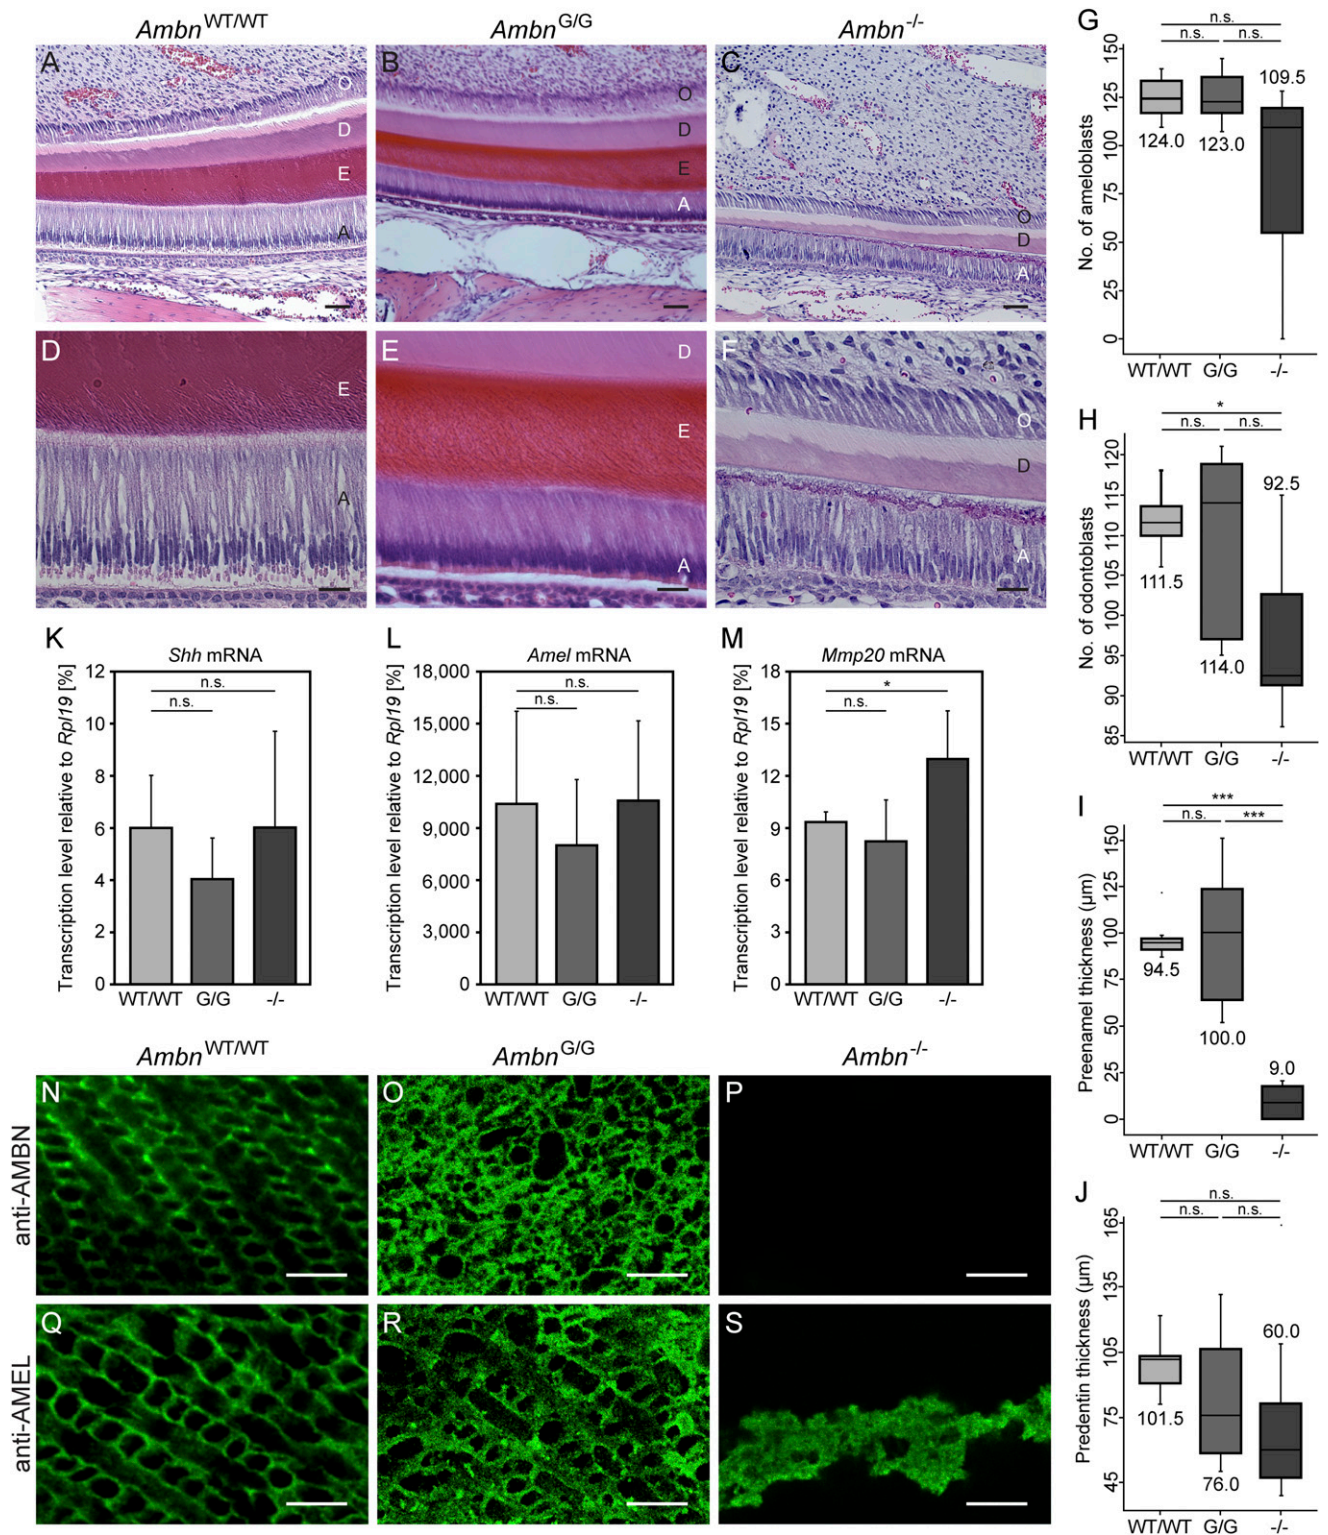 Ambn WT/WT
Ambn G/G
Ambn -/-
A
O
D
E
A
B
O
D
E
A
C
O
D
A
D
E
A
E
D
E
A
F
O
D
A
G
n.s.
n.s. n.s.
No. of ameloblasts
150
125
100
75
50
25
0
124.0
123.0
109.5
WT/WT G/G -/-
H
*
n.s. n.s.
No. of odontoblasts
120
115
110
105
100
95
90
85
111.5
114.0
92.5
WT/WT G/G -/-
I
***
n.s. ***
Preenamel thickness (µm)
150
125
100
75
50
25
0
94.5
100.0
9.0
WT/WT G/G -/-
J
n.s.
n.s. n.s.
Predentin thickness (µm)
165
135
105
75
45
101.5
76.0
60.0
WT/WT G/G -/-
K
Shh mRNA
Transcription level relative to Rpl19 [%]
12
10
8
6
4
2
0
n.s.
n.s.
WT/WT G/G -/-
L
Amel mRNA
Transcription level relative to Rpl19 [%]
18,000
15,000
12,000
9,000
6,000
3,000
0
n.s.
n.s.
WT/WT G/G -/-
M
Mmp20 mRNA
Transcription level relative to Rpl19 [%]
18
15
12
9
6
3
0
*
n.s.
WT/WT G/G -/-
Ambn WT/WT
Ambn G/G
Ambn -/-
anti-AMBN
N
O
P
anti-AMEL
Q
R
S